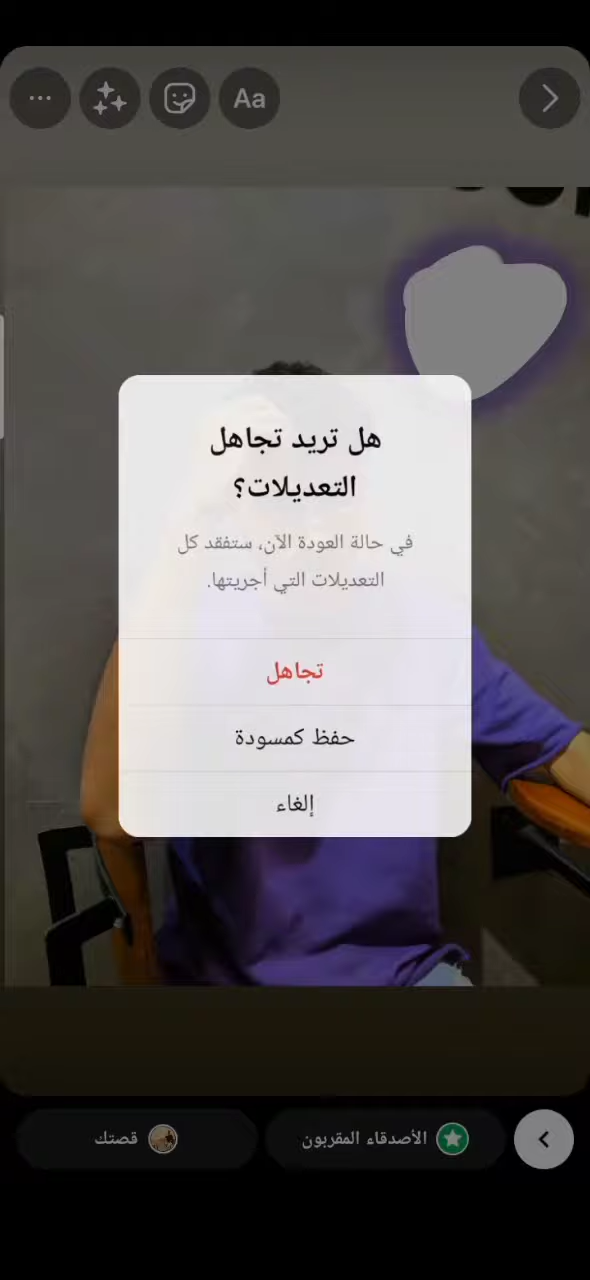 Aa
هل تريد تجاهل
التعديلات؟
في حالة العودة الآن، ستفقد كل
التعديلات التي أجريتها.
تجاهل
حفظ كمسودة
إلغاء
الأصدقاء المقربون
قصتك